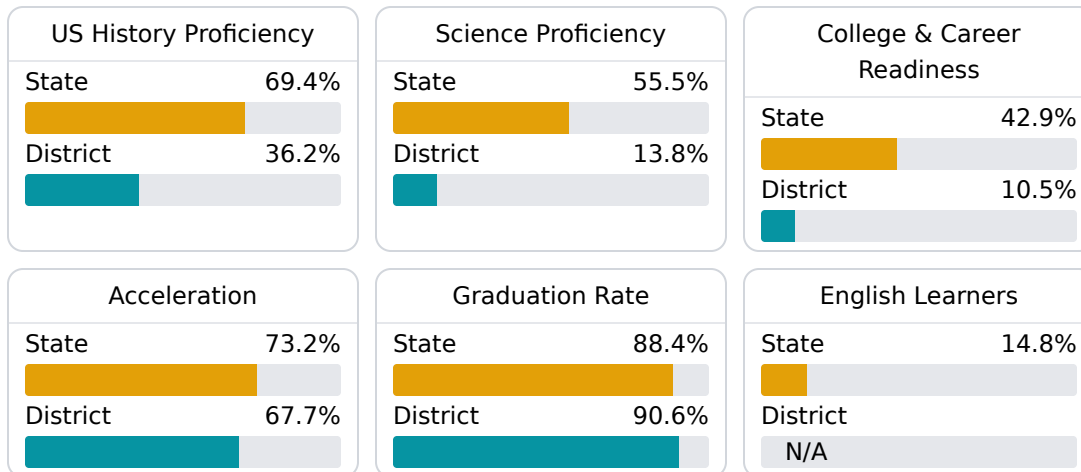 US History Proficiency
State 69.4%
District 36.2%
Science Proficiency
State 55.5%
District 13.8%
College & Career
Readiness
State 42.9%
District 10.5%
Acceleration
State 73.2%
District 67.7%
Graduation Rate
State 88.4%
District 90.6%
English Learners
State 14.8%
District
N/A